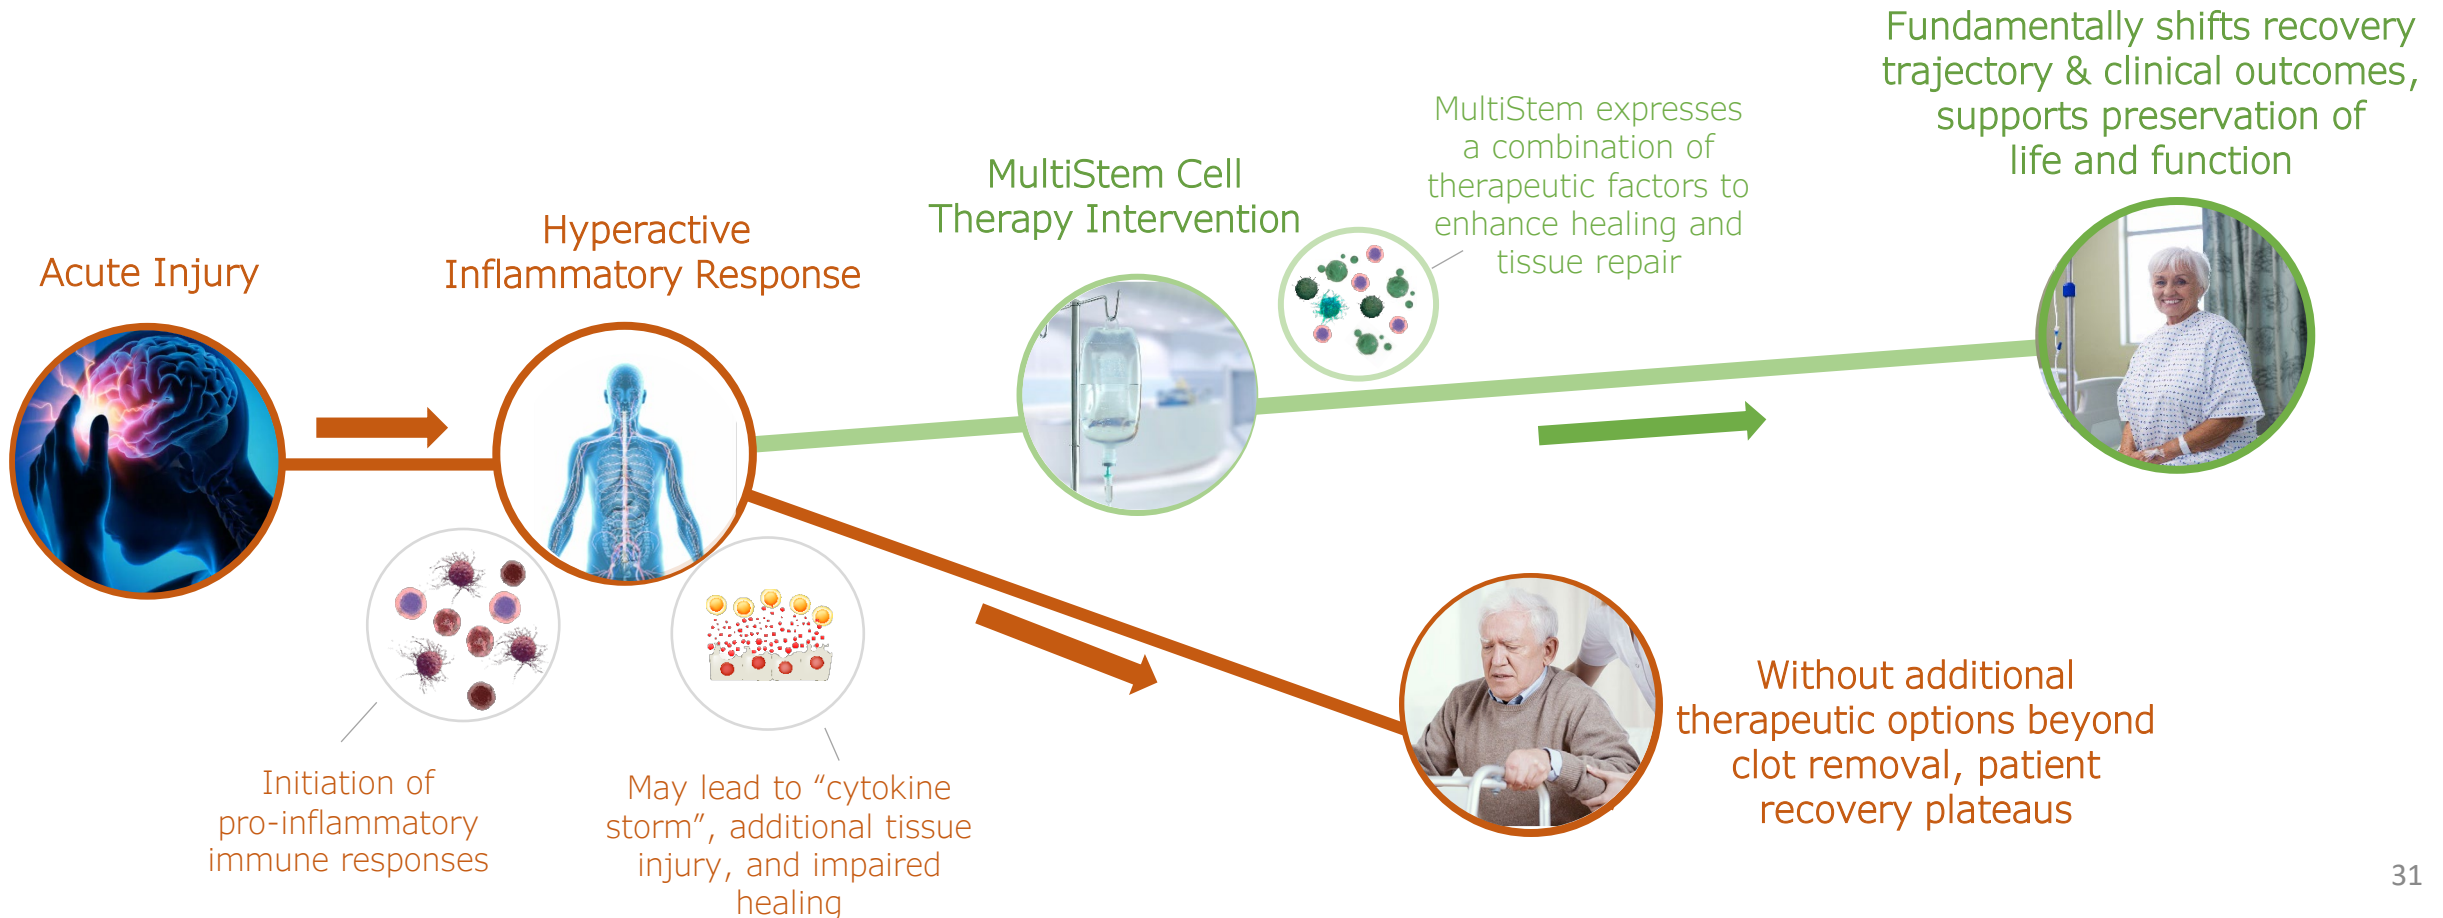 Acute Injury
Hyperactive
Inflammatory Response
Initiation of
pro-inflammatory
immune responses
May lead to “cytokine
storm”, additional tissue
injury, and impaired
healing
MultiStem Cell
Therapy Intervention
MultiStem expresses
a combination of
therapeutic factors to
enhance healing and
tissue repair
Fundamentally shifts recovery
trajectory & clinical outcomes,
supports preservation of
life and function
Without additional
therapeutic options beyond
clot removal, patient
recovery plateaus
31